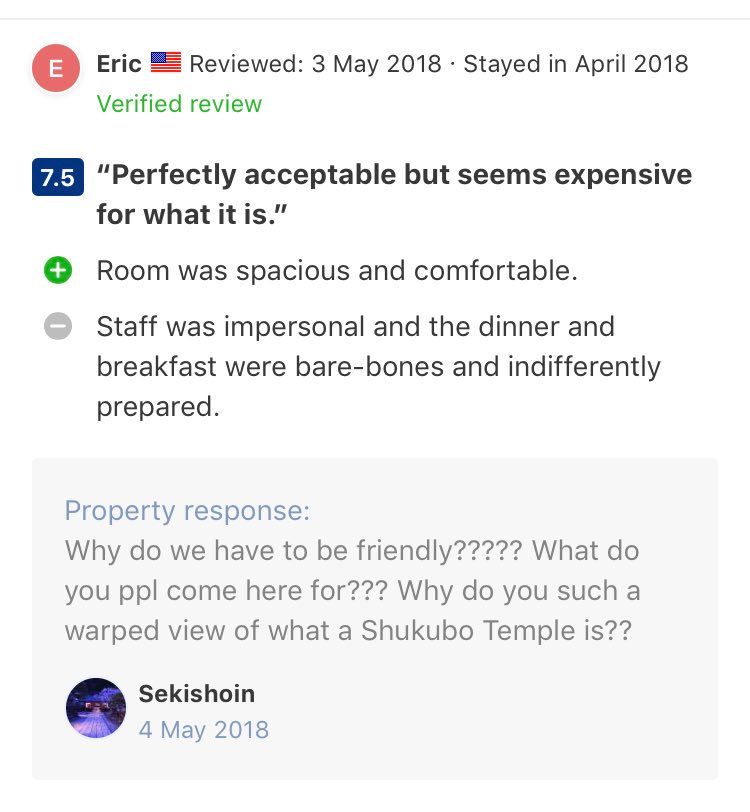 E
Eric Reviewed: 3 May 2018 · Stayed in April 2018
Verified review
7.5 “Perfectly acceptable but seems expensive
for what it is.”
Room was spacious and comfortable.
Staff was impersonal and the dinner and
breakfast were bare-bones and indifferently
prepared.
Property response:
Why do we have to be friendly????? What do
you ppl come here for??? Why do you such a
warped view of what a Shukubo Temple is??
Sekishoin
4 May 2018